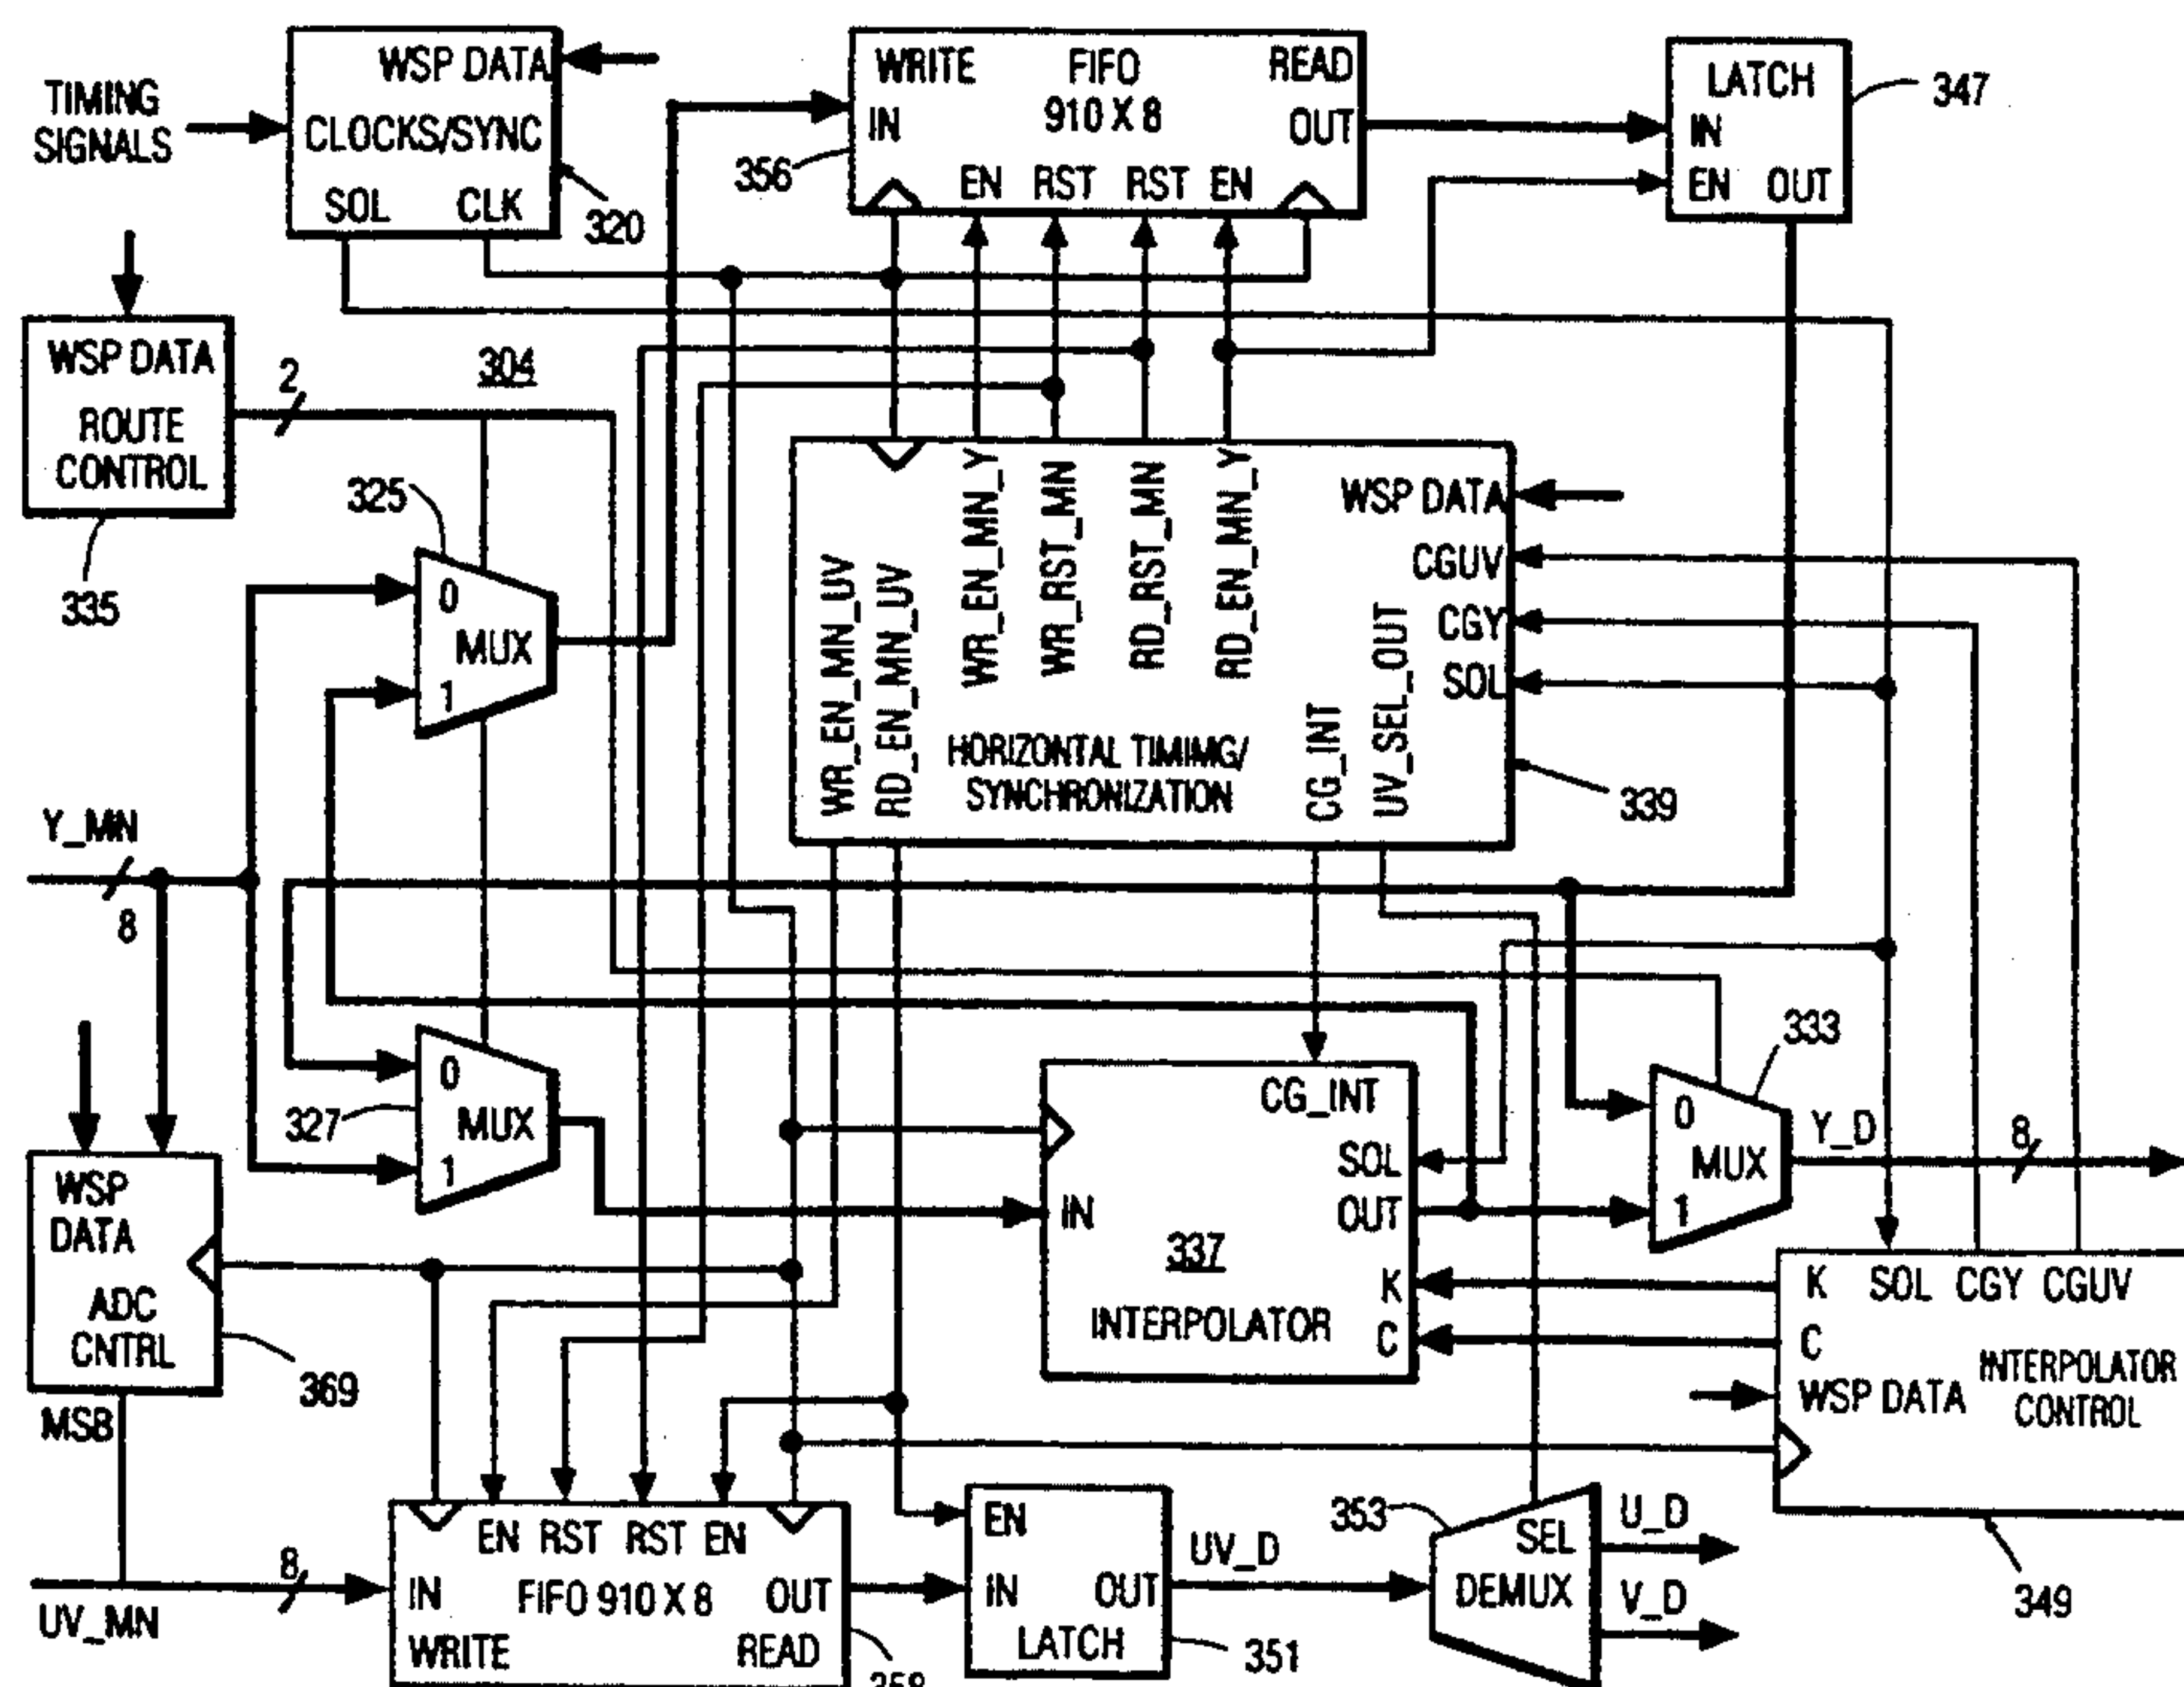 TIMING
SIGNALS
WSP DATA
CLOCKS/SYNC
SOL CLK
320
WRITE FIFO READ
IN 910 X 8 OUT
EN RST RST EN
356
LATCH
IN
EN OUT
347
WSP DATA
ROUTE
CONTROL
335
2
304
325
0
MUX
1
WR_EN_MN_UV
RD_EN_MN_UV
WR_EN_MN_Y
WR_RST_MN
RD_RST_MN
RD_EN_MN_Y
WSP DATA
CGUV
CGY
SOL
CG_INT
UV_SEL_OUT
HORIZONTAL TIMIMG/
SYNCHRONIZATION
339
Y_MN
8
327
0
MUX
1
CG_INT
SOL
IN
OUT
337
K
INTERPOLATOR
C
333
0
MUX
1
Y_D
8
WSP
DATA
ADC
CNTRL
369
MSB
K SOL CGY CGUV
C
INTERPOLATOR
CONTROL
WSP DATA
349
8
UV_MN
EN RST RST EN
IN FIFO 910 X 8 OUT
WRITE READ
358
EN
IN OUT
LATCH
351
UV_D
353
SEL
DEMUX
U_D
V_D